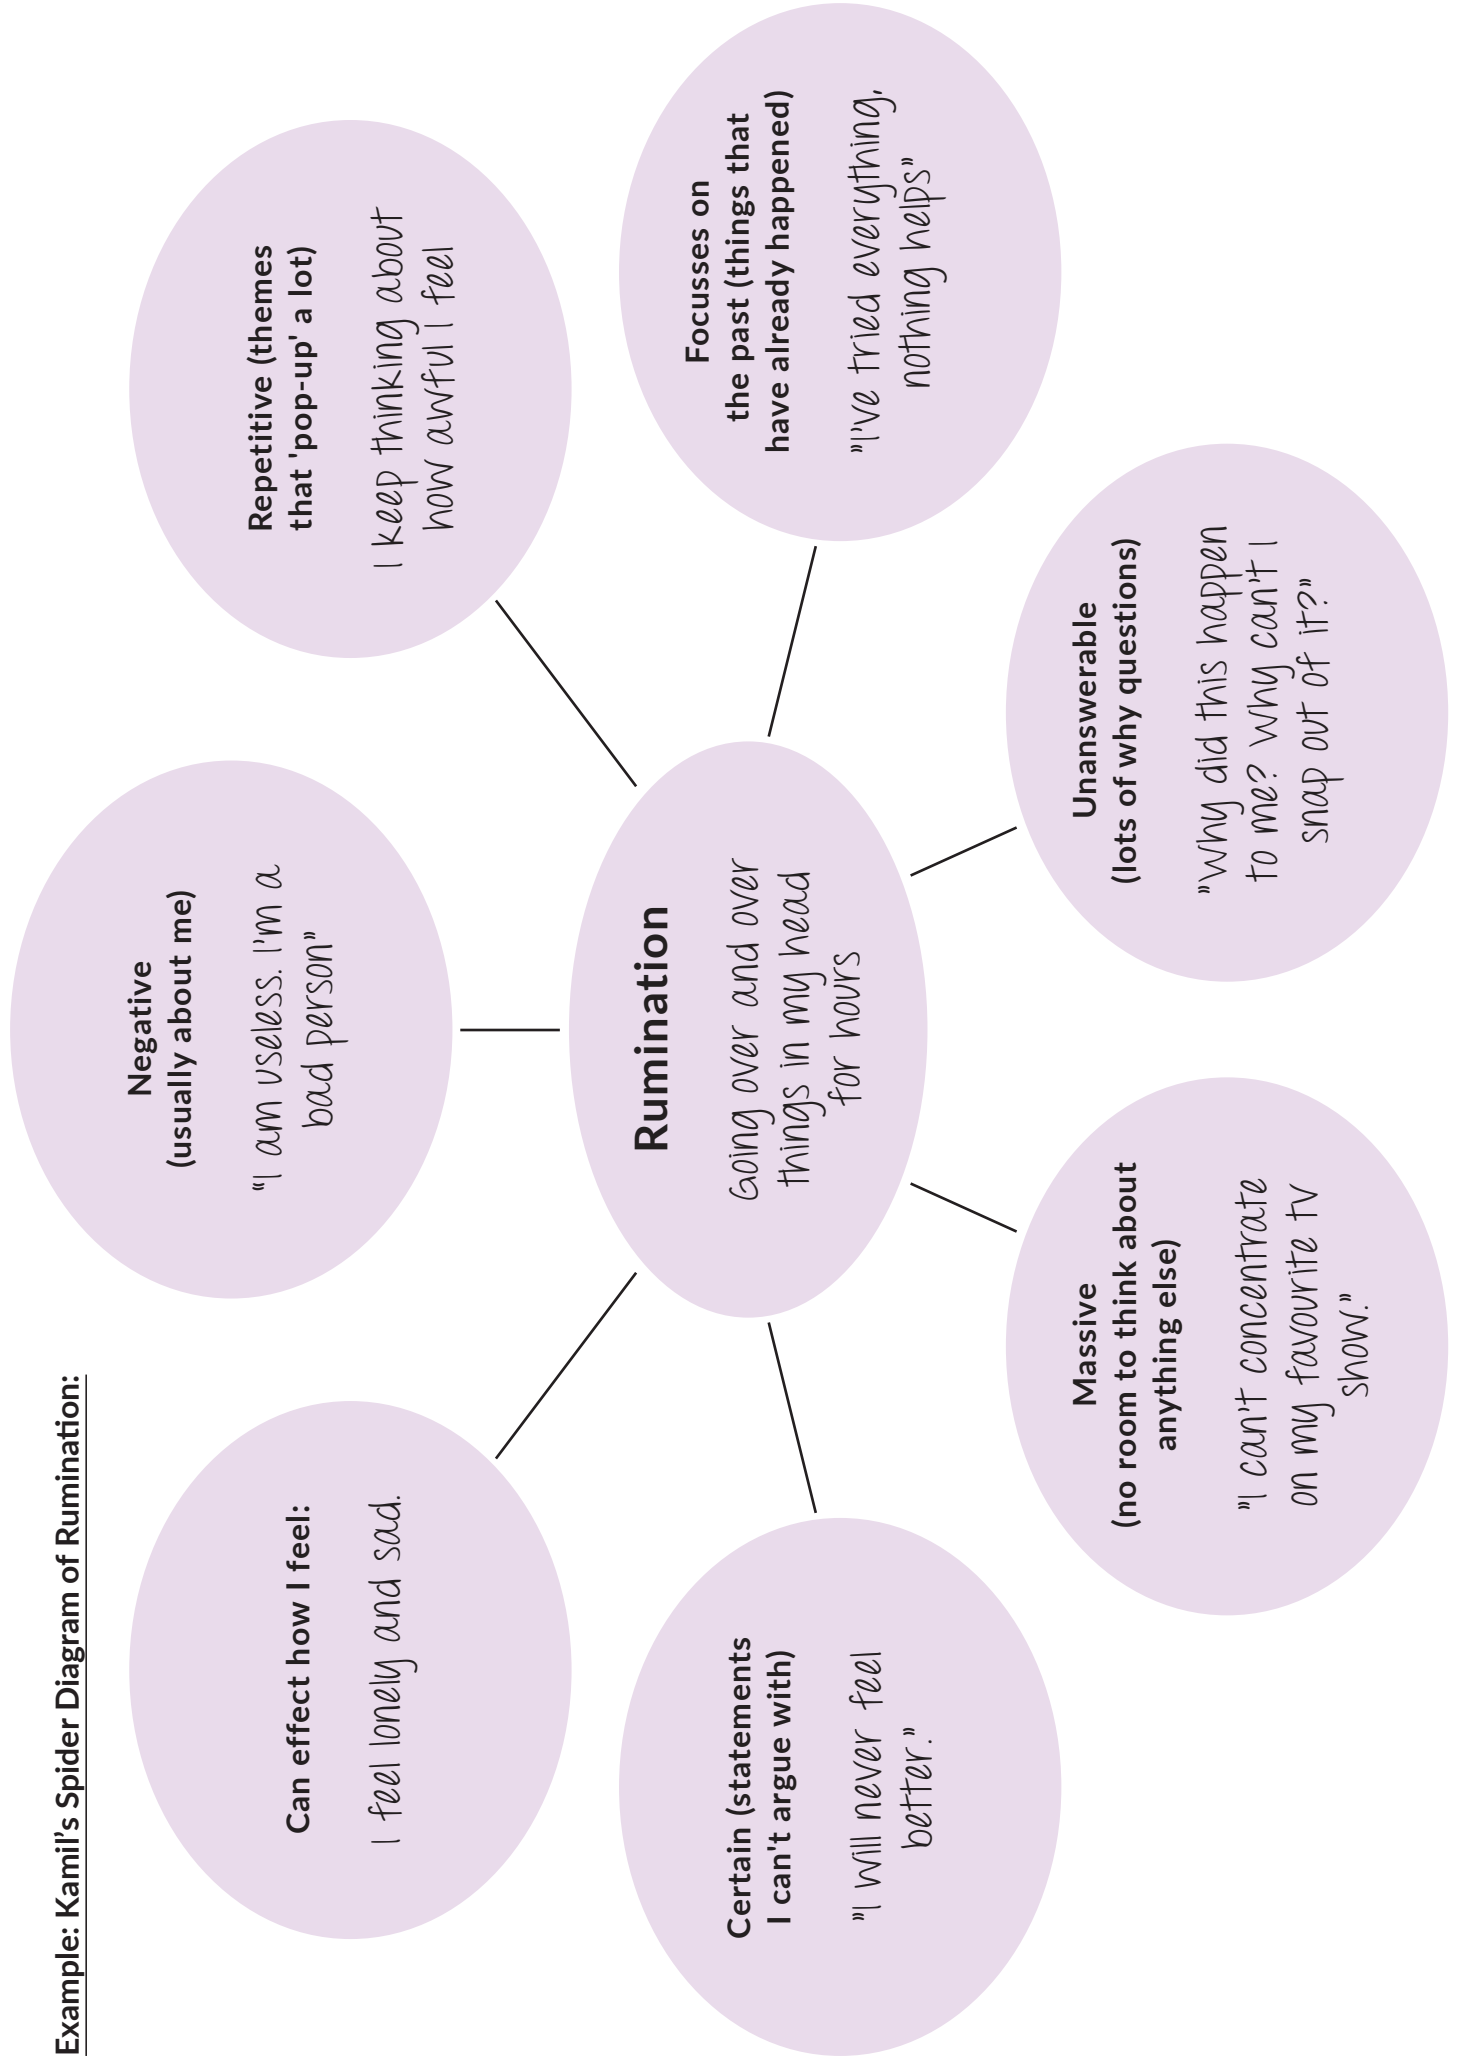 Example: Kamil's Spider Diagram of Rumination:
Negative
(usually about me)
"I am useless. I'm a
bad person"
Repetitive (themes
that 'pop-up' a lot)
I keep thinking about
how awful I feel
Focusses on
the past (things that
have already happened)
"I've tried everything,
nothing helps"
Unanswerable
(lots of why questions)
"Why did this happen
to me? Why can't I
snap out of it?"
Massive
(no room to think about
anything else)
"I can't concentrate
on my favourite TV
show."
Certain (statements
I can't argue with)
"I will never feel
better."
Can effect how I feel:
I feel lonely and sad.
Rumination
Going over and over
things in my head
for hours